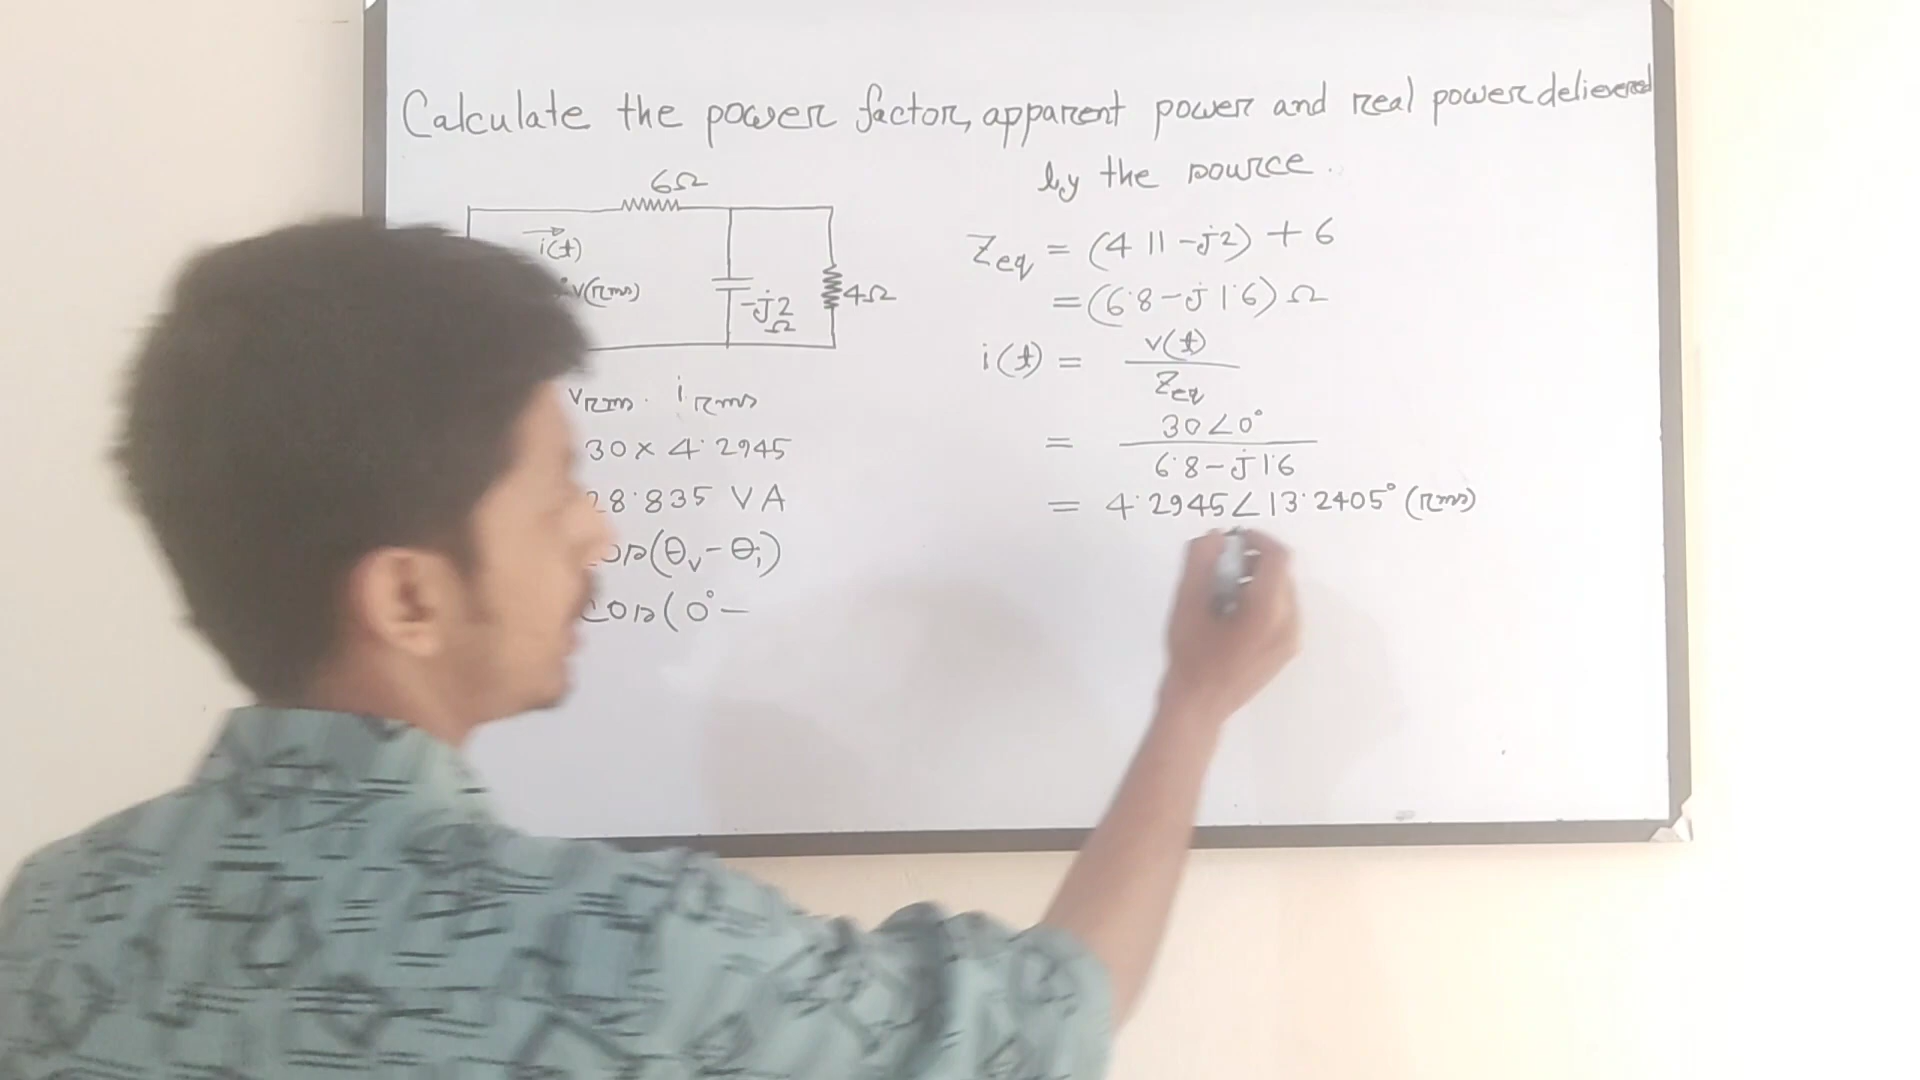 Calculate the power factor, apparent power and real power delievered
by the source.
6Ω
i(t)
V(rms)
-j2
Ω
4Ω
Vrms. irms
30 × 4.2945
28.835 VA
cos(θv - θi)
cos(0° -
Zeq = (4 || -j2) + 6
= (6.8 - j1.6) Ω
i(t) = v(t)
Zeq
= 30∠0°
6.8 - j1.6
= 4.2945∠13.2405° (rms)